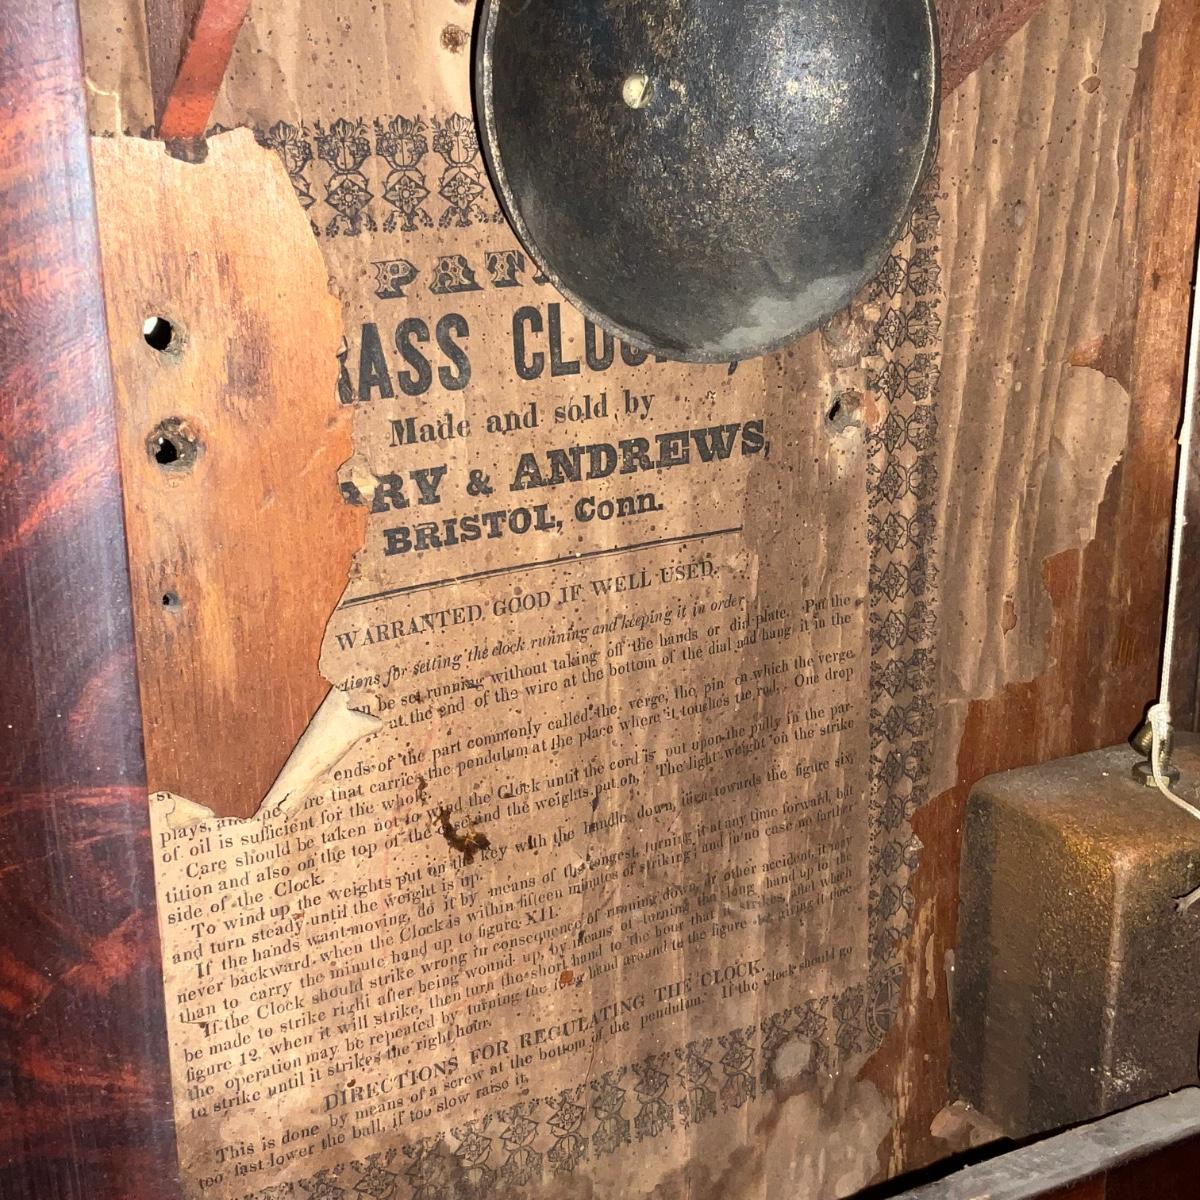 PAT
RASS CLOC
Made and sold by
RY & ANDREWS,
BRISTOL, Conn.
WARRANTED GOOD IF WELL USED.
tions for setting the clock running and keeping it in order
an be set running without taking off the hands or dial-plate. Put the
at the end of the wire at the bottom of the dial and hang it in the
ends of the part commonly called the verge, the pin on which the verge
plays, and re that carries the pendulum at the place where it touches the rod. One drop
of oil is sufficient for the whole.
Care should be taken not to wind the Clock until the cord is put upon the pully in the par-
tition and also on the top of the case and the weights put on. The light weight on the strike
side of the Clock.
To wind up the weights put on the key with the handle down, turn towards the figure six,
and turn steady until the weight is up.
If the hands want moving, do it by means of the longest, turning it at any time forward, but
never backward when the Clock is within fifteen minutes of striking; and in no case no farther
than to carry the minute hand up to figure XII.
If the Clock should strike wrong in consequence of running down, or other accident, it may
be made to strike right after being wound up, by means of turning the long hand up to the
figure 12, when it will strike, then turn the short hand to the hour that it strikes, after which
the operation may be repeated by turning the long hand around to the figure 12, giving it time
to strike until it strikes the right hour.
DIRECTIONS FOR REGULATING THE CLOCK.
This is done by means of a screw at the bottom of the pendulum. If the clock should go
too fast lower the ball, if too slow raise it.